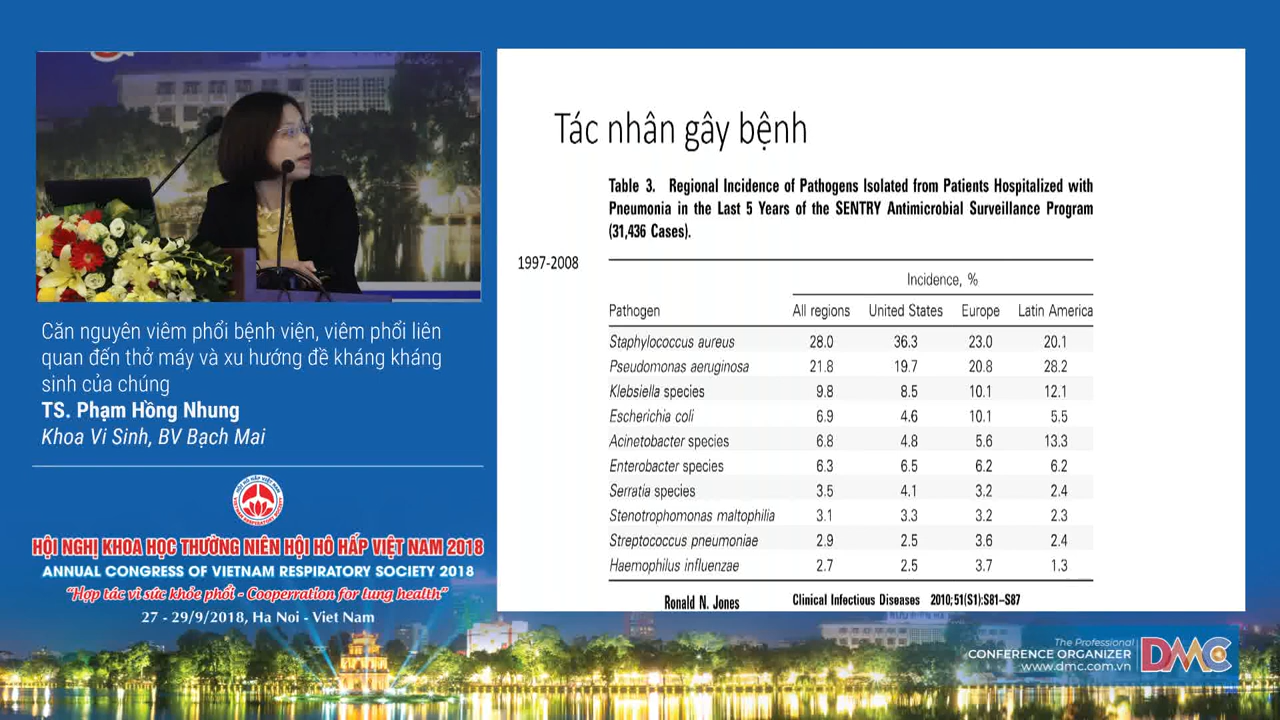 Căn nguyên viêm phổi bệnh viện, viêm phổi liên
quan đến thở máy và xu hướng đề kháng kháng
sinh của chúng
TS. Phạm Hồng Nhung
Khoa Vi Sinh, BV Bạch Mai
HỘI HÔ HẤP VIỆT NAM
VIETNAM RESPIRATORY SOCIETY
HỘI NGHỊ KHOA HỌC THƯỜNG NIÊN HỘI HÔ HẤP VIỆT NAM 2018
ANNUAL CONGRESS OF VIETNAM RESPIRATORY SOCIETY 2018
"Hợp tác vì sức khỏe phổi - Cooperration for lung health"
27 - 29/9/2018, Ha Noi - Viet Nam
Tác nhân gây bệnh
Table 3. Regional Incidence of Pathogens Isolated from Patients Hospitalized with
Pneumonia in the Last 5 Years of the SENTRY Antimicrobial Surveillance Program
(31,436 Cases).
1997-2008
Incidence, %
Pathogen All regions United States Europe Latin America
Staphylococcus aureus 28.0 36.3 23.0 20.1
Pseudomonas aeruginosa 21.8 19.7 20.8 28.2
Klebsiella species 9.8 8.5 10.1 12.1
Escherichia coli 6.9 4.6 10.1 5.5
Acinetobacter species 6.8 4.8 5.6 13.3
Enterobacter species 6.3 6.5 6.2 6.2
Serratia species 3.5 4.1 3.2 2.4
Stenotrophomonas maltophilia 3.1 3.3 3.2 2.3
Streptococcus pneumoniae 2.9 2.5 3.6 2.4
Haemophilus influenzae 2.7 2.5 3.7 1.3
Ronald N. Jones Clinical Infectious Diseases 2010;51(S1):S81–S87
The Professional
CONFERENCE ORGANIZER
www.dmc.com.vn
DMC